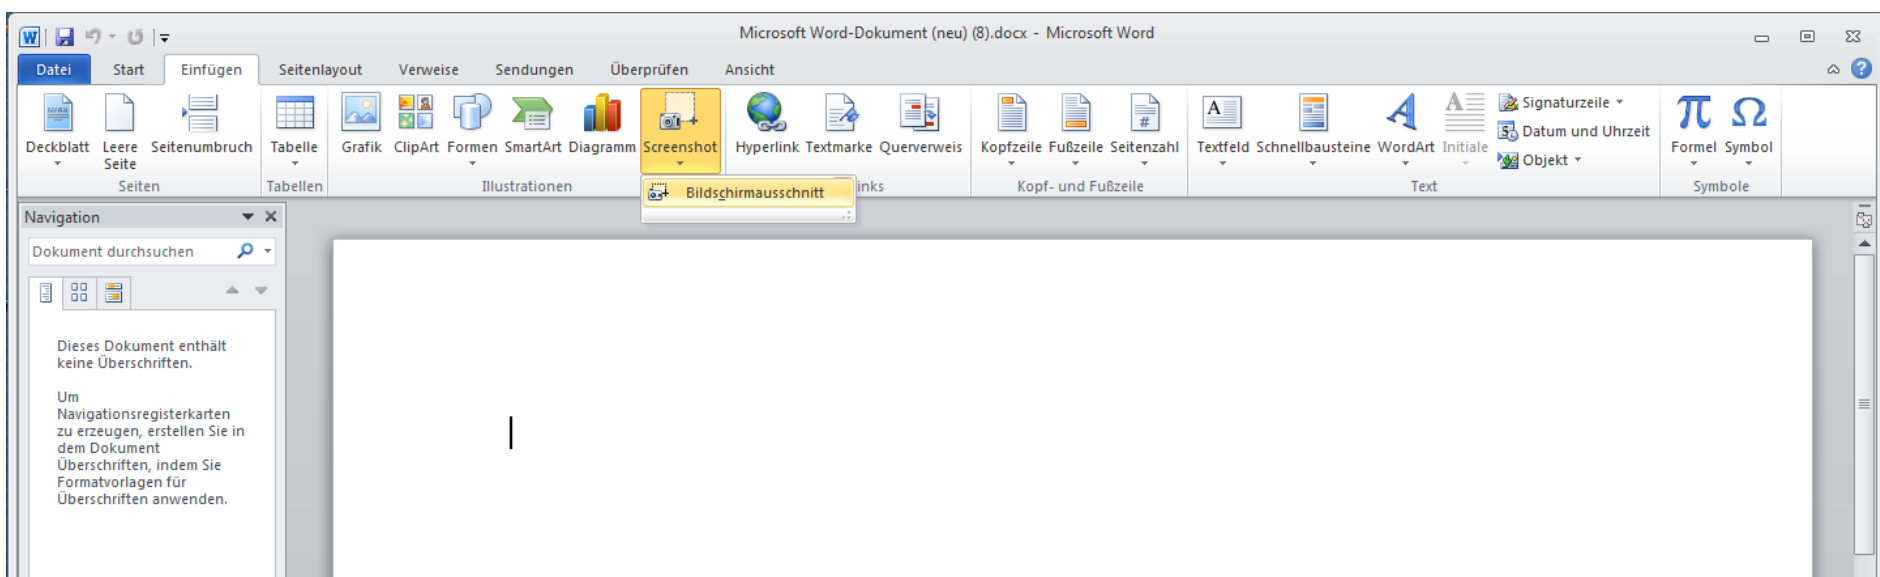 Microsoft Word-Dokument (neu) (8).docx - Microsoft Word
Datei Start Einfügen Seitenlayout Verweise Sendungen Überprüfen Ansicht
Signaturzeile
Datum und Uhrzeit
Objekt
Deckblatt Leere Seite Seitenumbruch Tabelle Grafik ClipArt Formen SmartArt Diagramm Screenshot Hyperlink Textmarke Querverweis Kopfzeile Fußzeile Seitenzahl Textfeld Schnellbausteine WordArt Initiale Formel Symbol
Seiten Tabellen Illustrationen inks Kopf- und Fußzeile Text Symbole
Bildschirmausschnitt
Navigation
Dokument durchsuchen
Dieses Dokument enthält
keine Überschriften.
Um
Navigationsregisterkarten
zu erzeugen, erstellen Sie in
dem Dokument
Überschriften, indem Sie
Formatvorlagen für
Überschriften anwenden.